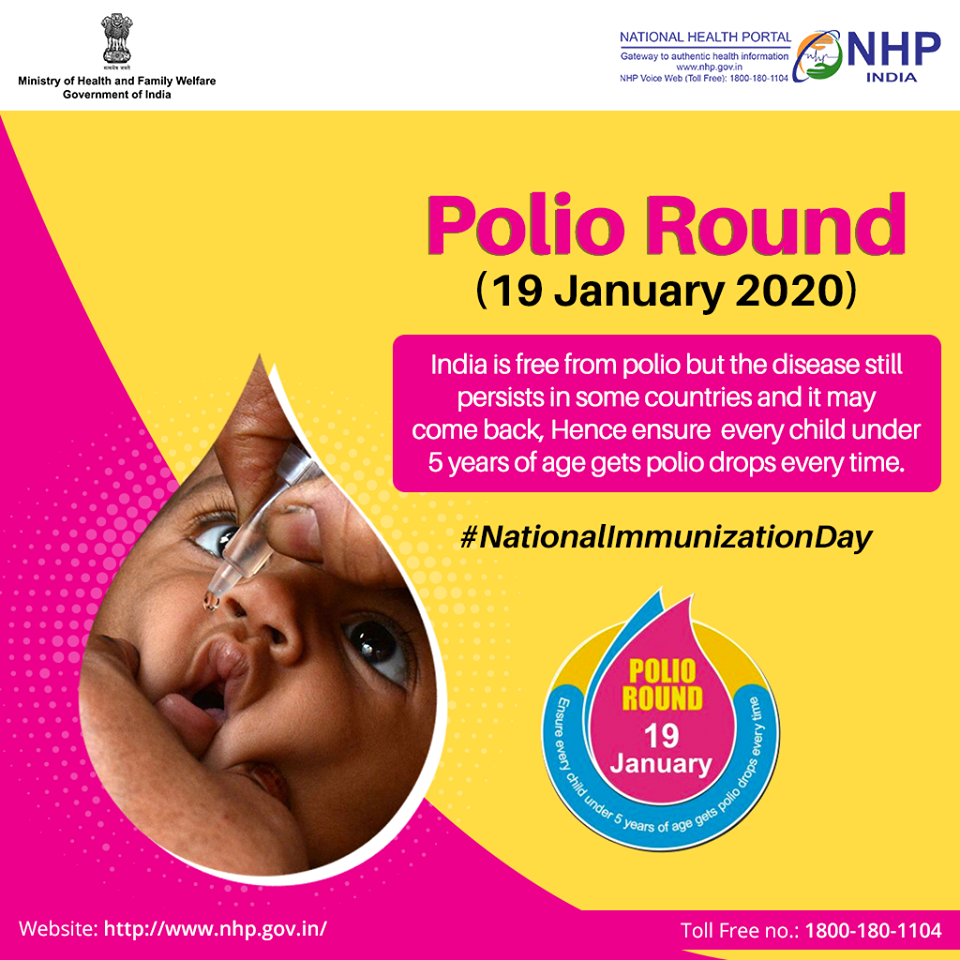 Ministry of Health and Family Welfare
Government of India
NATIONAL HEALTH PORTAL
Gateway to authentic health information
www.nhp.gov.in
NHP Voice Web (Toll Free): 1800-180-1104
nhp
NHP
INDIA
Polio Round
(19 January 2020)
India is free from polio but the disease still
persists in some countries and it may
come back, Hence ensure every child under
5 years of age gets polio drops every time.
#NationalImmunizationDay
POLIO
ROUND
19
January
Ensure every child under 5 years of age gets polio drops every time
Website: http://www.nhp.gov.in/
Toll Free no.: 1800-180-1104